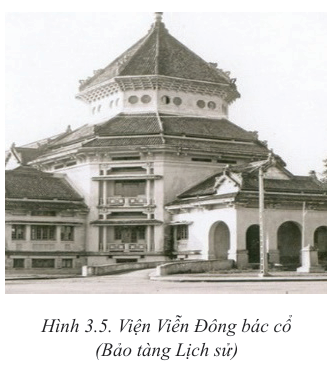 Hình 3.5. Viện Viễn Đông bác cổ
(Bảo tàng Lịch sử)